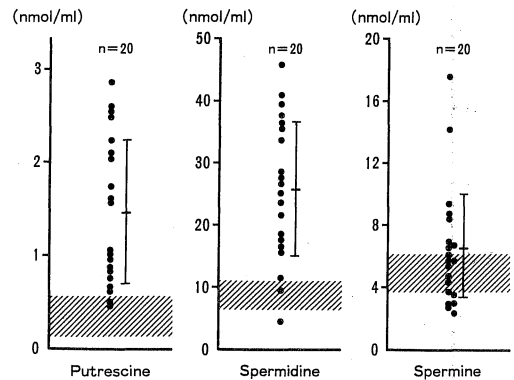 (nmol/ml)
n=20
3
2
1
0
Putrescine
(nmol/ml)
n=20
50
40
30
20
10
0
Spermidine
(nmol/ml)
n=20
20
16
12
8
4
0
Spermine